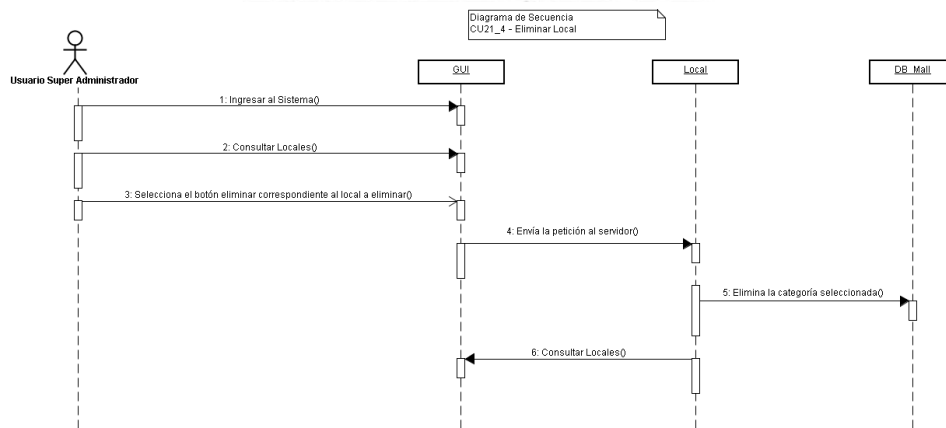 Diagrama de Secuencia
CU21_4 - Eliminar Local
Usuario Super Administrador
GUI
Local
DB_Mall
1: Ingresar al Sistema()
2: Consultar Locales()
3: Selecciona el botón eliminar correspondiente al local a eliminar()
4: Envía la petición al servidor()
5: Elimina la categoría seleccionada()
6: Consultar Locales()